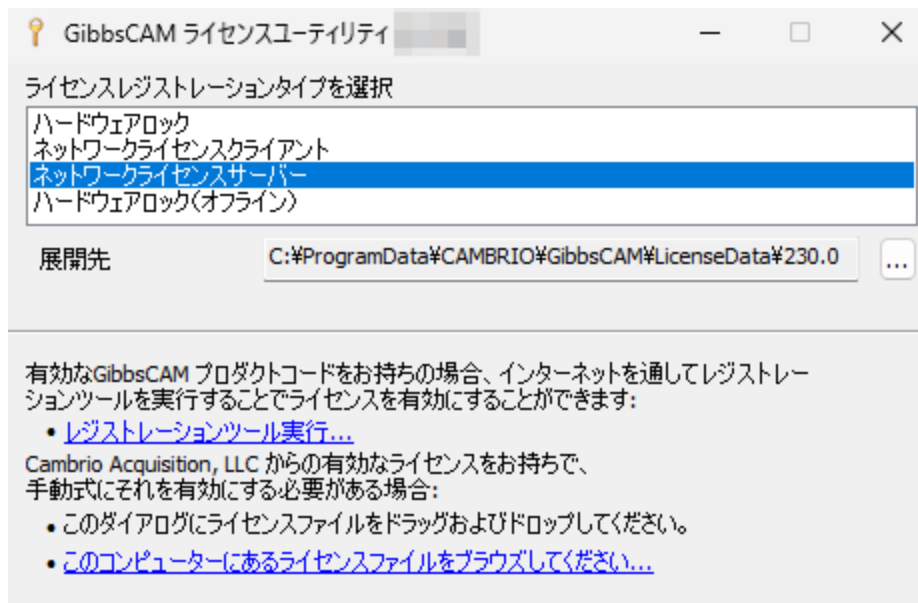 GibbsCAM ライセンスユーティリティ
ライセンスレジストレーションタイプを選択
ハードウェアロック
ネットワークライセンスクライアント
ネットワークライセンスサーバー
ハードウェアロック(オフライン)
展開先 C:¥ProgramData¥CAMBRIO¥GibbsCAM¥LicenseData¥230.0 ...
有効なGibbsCAM プロダクトコードをお持ちの場合、インターネットを通してレジストレー
ションツールを実行することでライセンスを有効にすることができます:
• レジストレーションツール実行...
Cambrio Acquisition, LLC からの有効なライセンスをお持ちで、
手動式にそれを有効にする必要がある場合:
• このダイアログにライセンスファイルをドラッグおよびドロップしてください。
• このコンピューターにあるライセンスファイルをブラウズしてください...